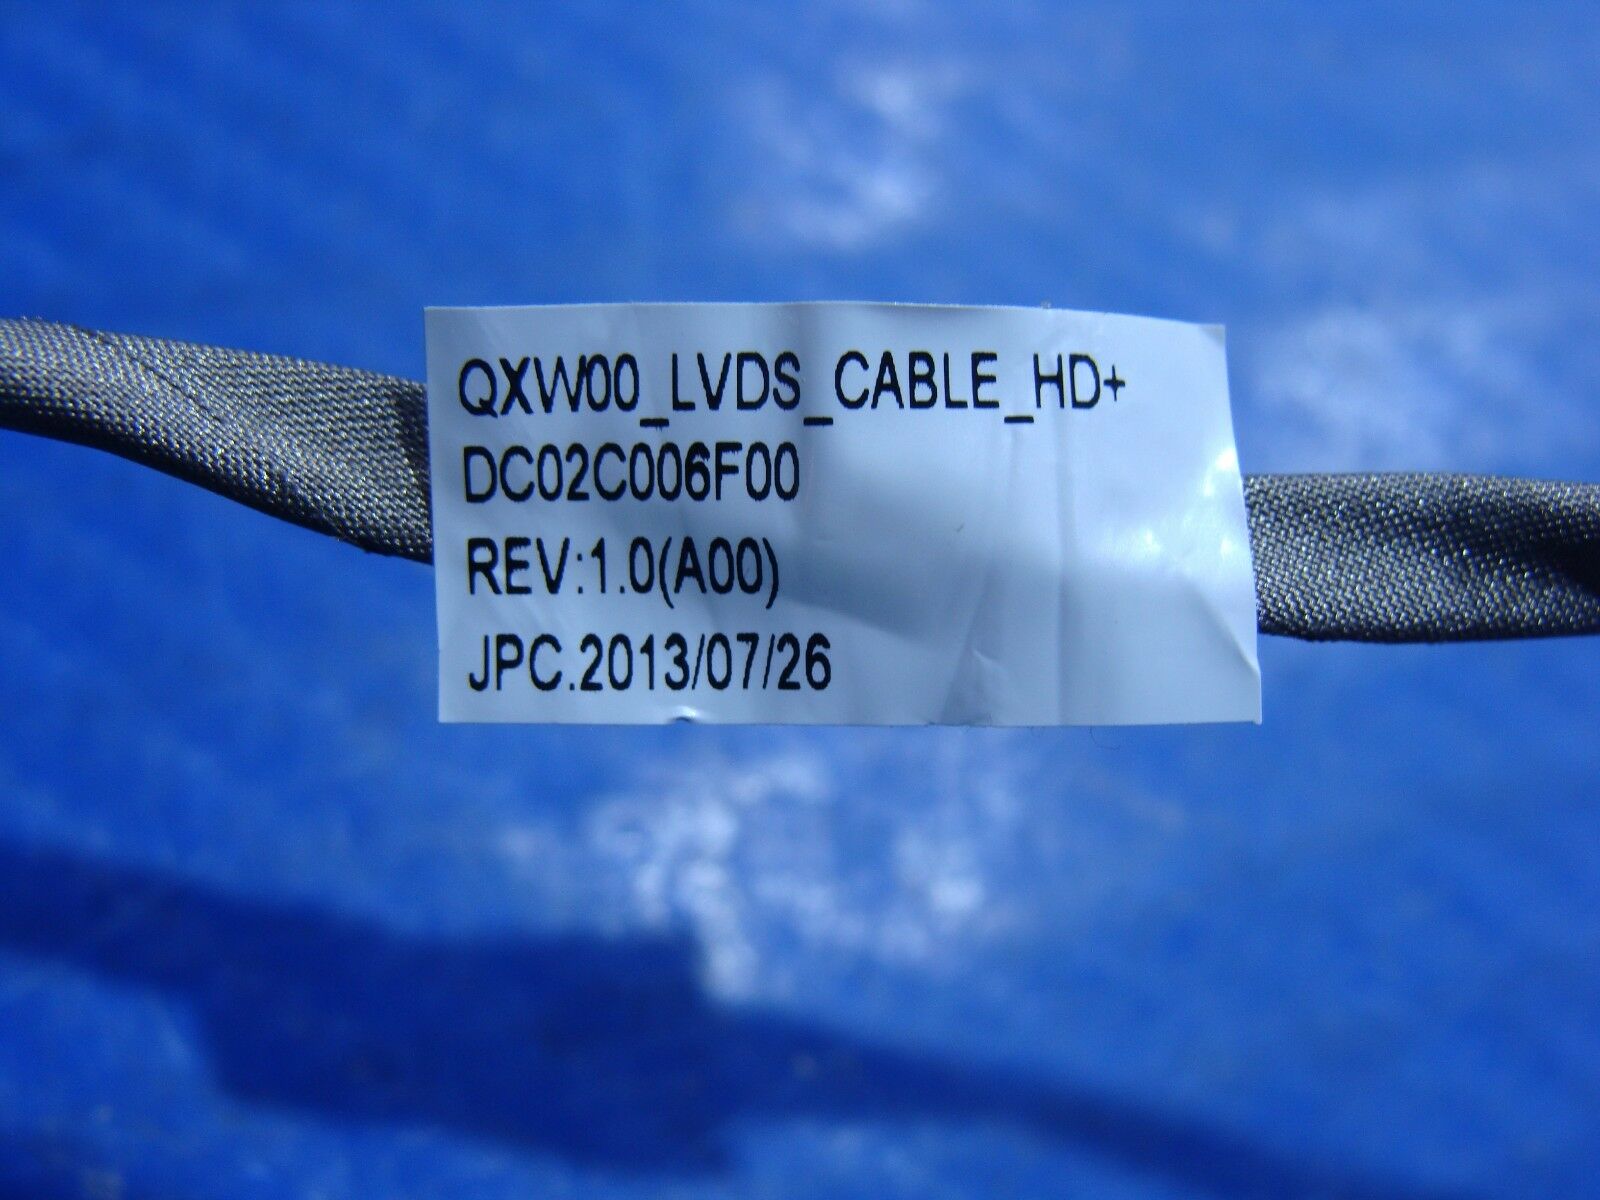 QXW00_LVDS_CABLE_HD+
DC02C006F00
REV:1.0(A00)
JPC.2013/07/26